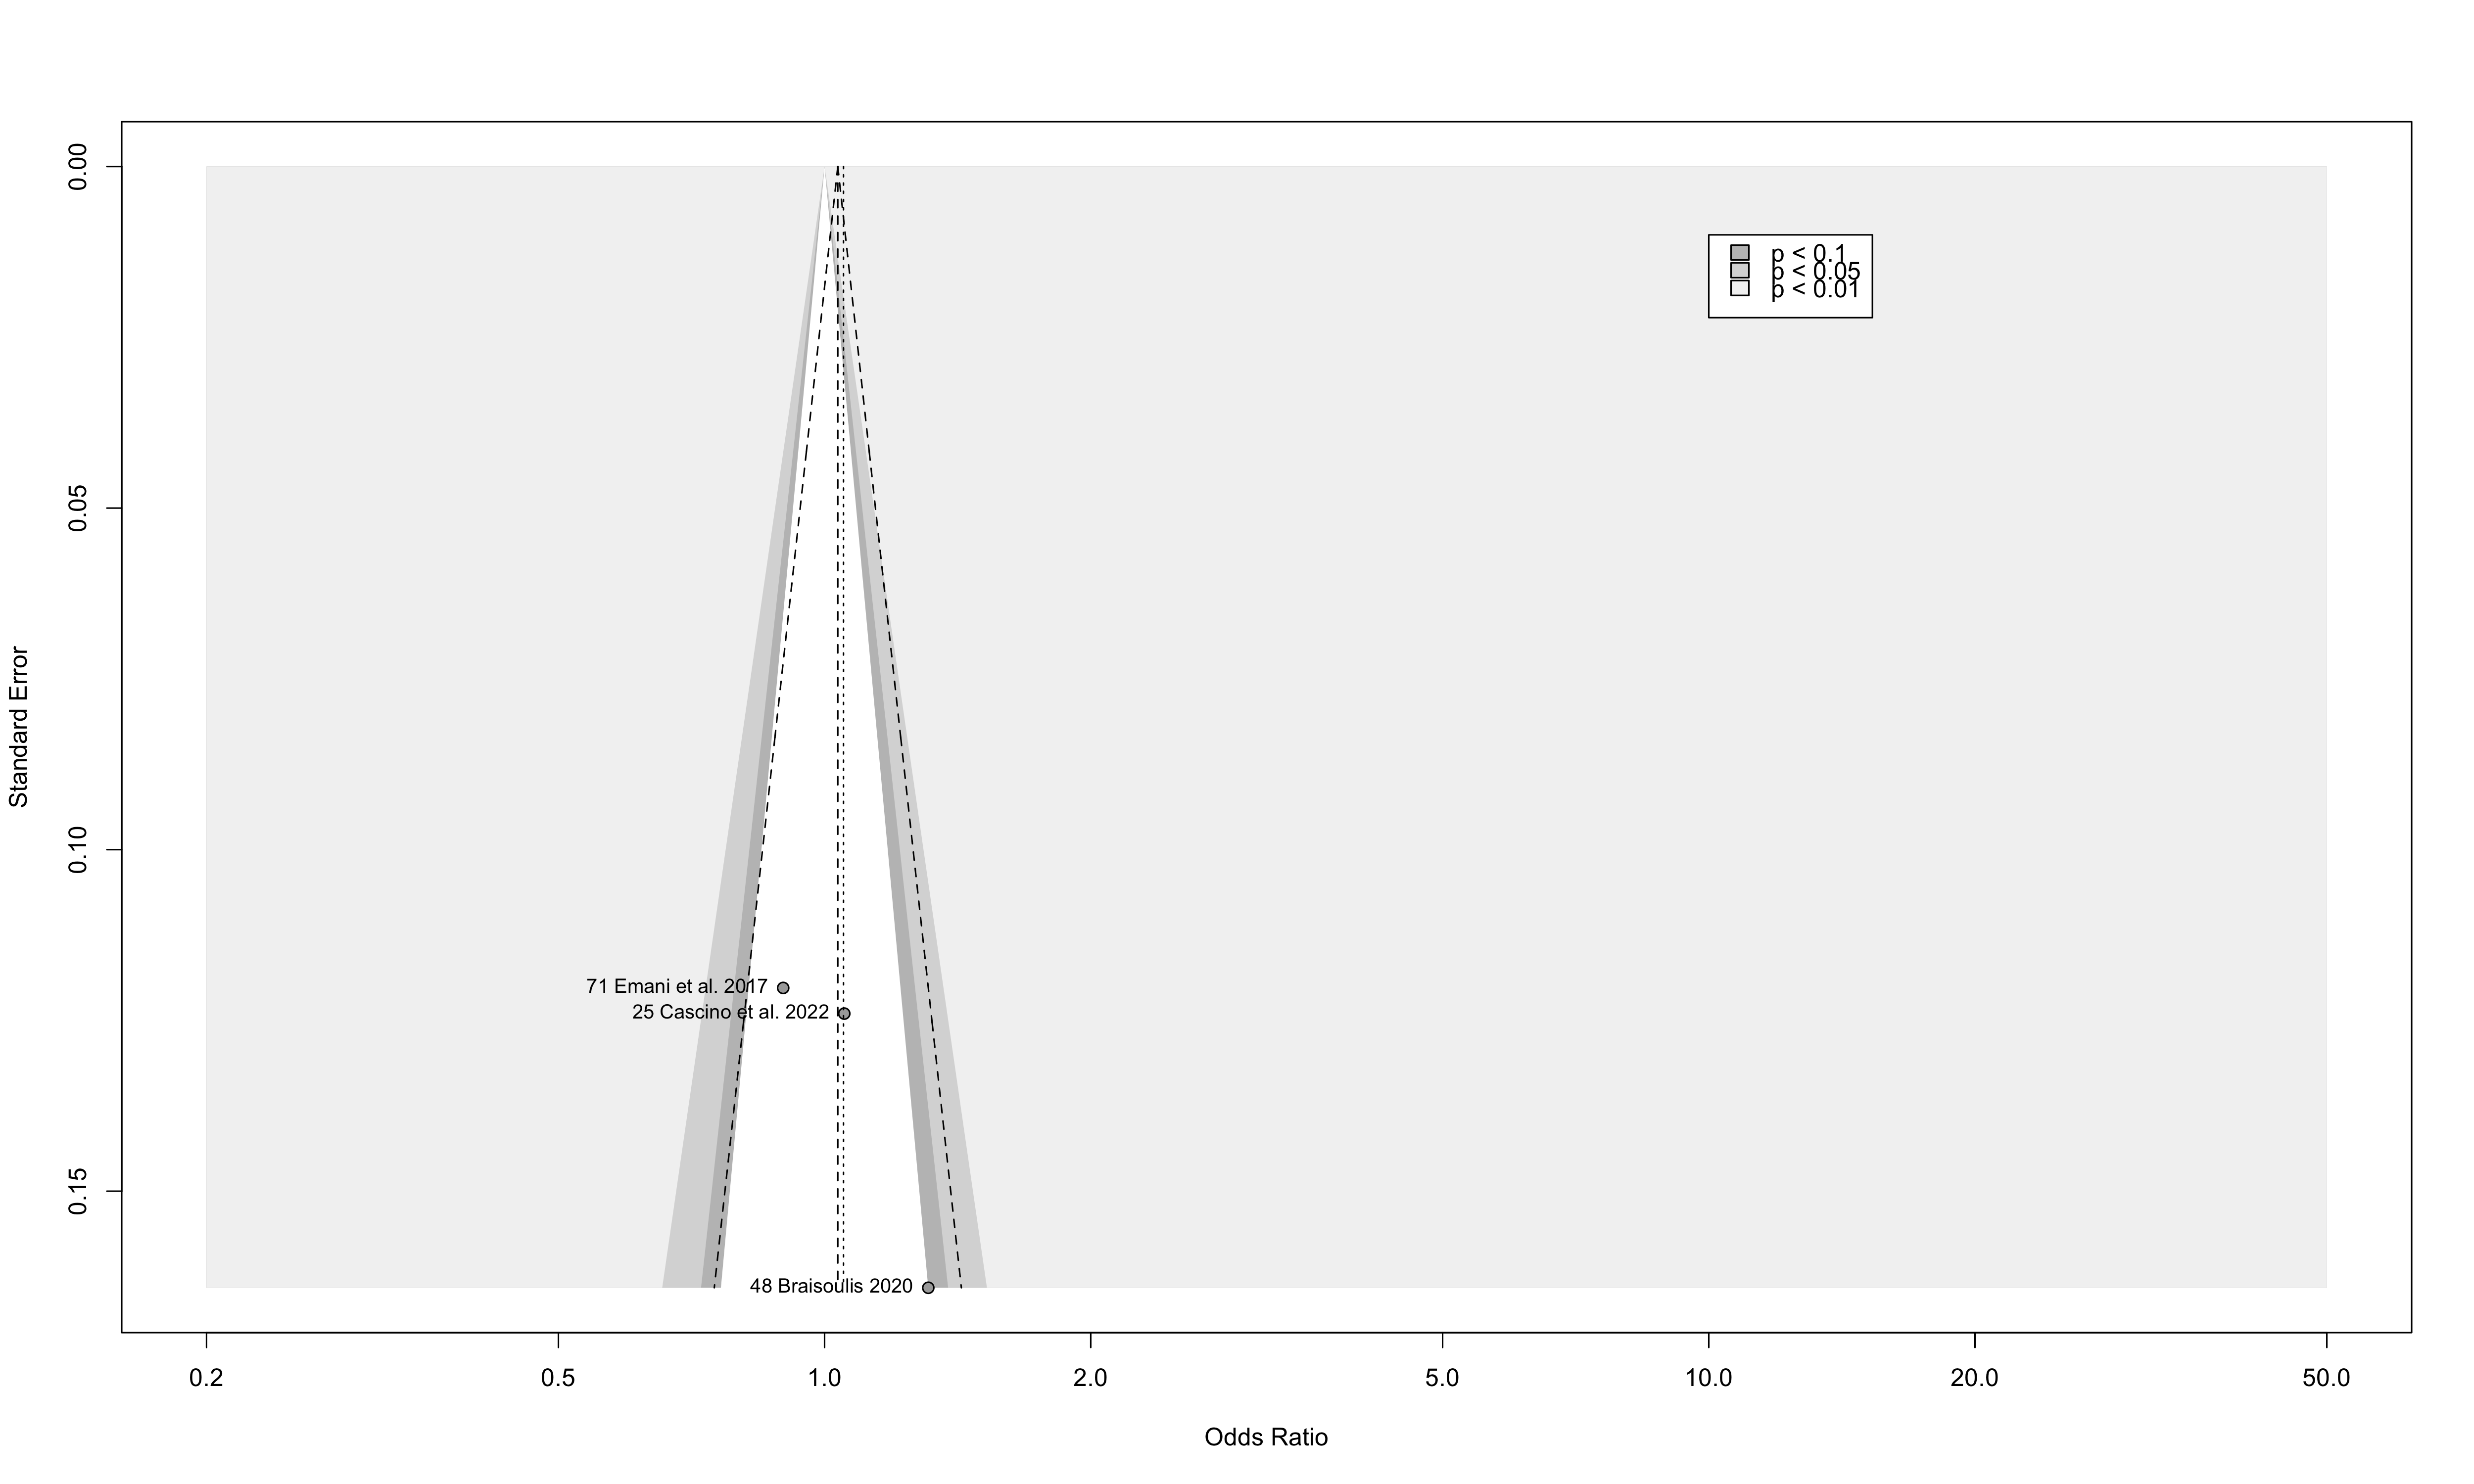 0.00
0.05
0.10
0.15
Standard Error
p < 0.1
p < 0.05
p < 0.01
71 Emani et al. 2017
25 Cascino et al. 2022
48 Braisoulis 2020
0.2 0.5 1.0 2.0 5.0 10.0 20.0 50.0
Odds Ratio